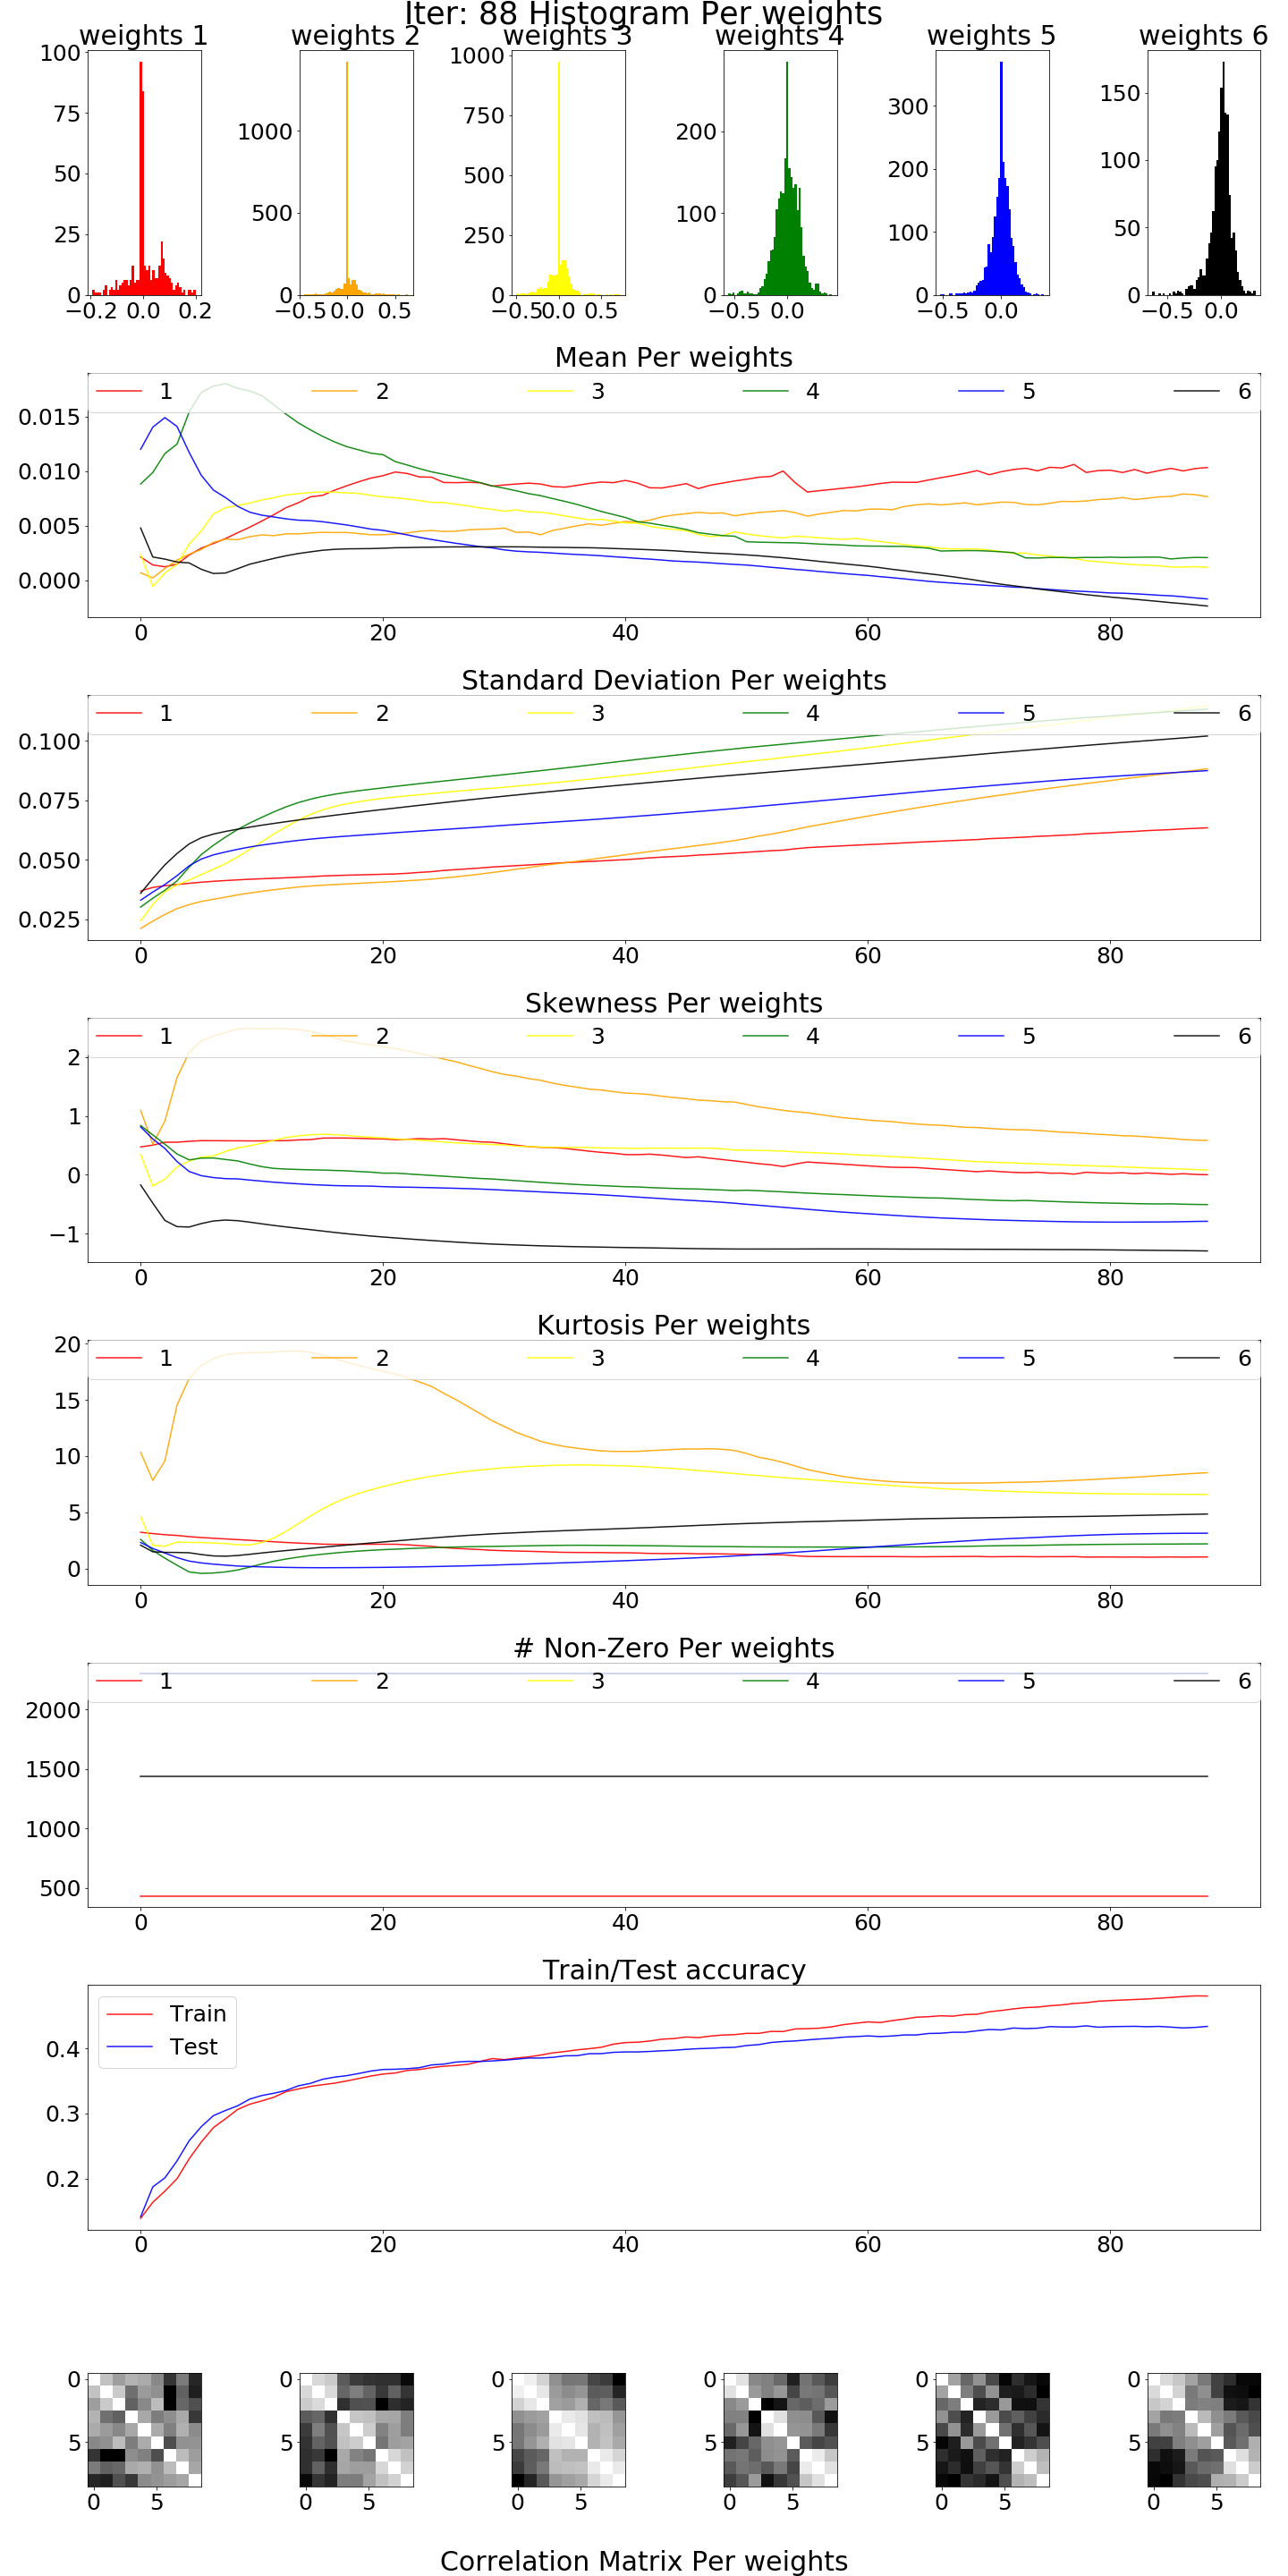 Iter: 88 Histogram Per weights
weights 1 weights 2 weights 3 weights 4 weights 5 weights 6
100
75
50
25
0
−0.2 0.0 0.2
1000
500
0
−0.5 0.0 0.5
1000
750
500
250
0
−0.5 0.0 0.5
200
100
0
−0.5 0.0
300
200
100
0
−0.5 0.0
150
100
50
0
−0.5 0.0
Mean Per weights
1 2 3 4 5 6
0.015
0.010
0.005
0.000
0 20 40 60 80
Standard Deviation Per weights
1 2 3 4 5 6
0.100
0.075
0.050
0.025
0 20 40 60 80
Skewness Per weights
1 2 3 4 5 6
2
1
0
−1
0 20 40 60 80
Kurtosis Per weights
1 2 3 4 5 6
20
15
10
5
0
0 20 40 60 80
# Non-Zero Per weights
1 2 3 4 5 6
2000
1500
1000
500
0 20 40 60 80
Train/Test accuracy
Train
Test
0.4
0.3
0.2
0 20 40 60 80
0 0 0 0 0 0
5 5 5 5 5 5
0 5 0 5 0 5 0 5 0 5 0 5
Correlation Matrix Per weights